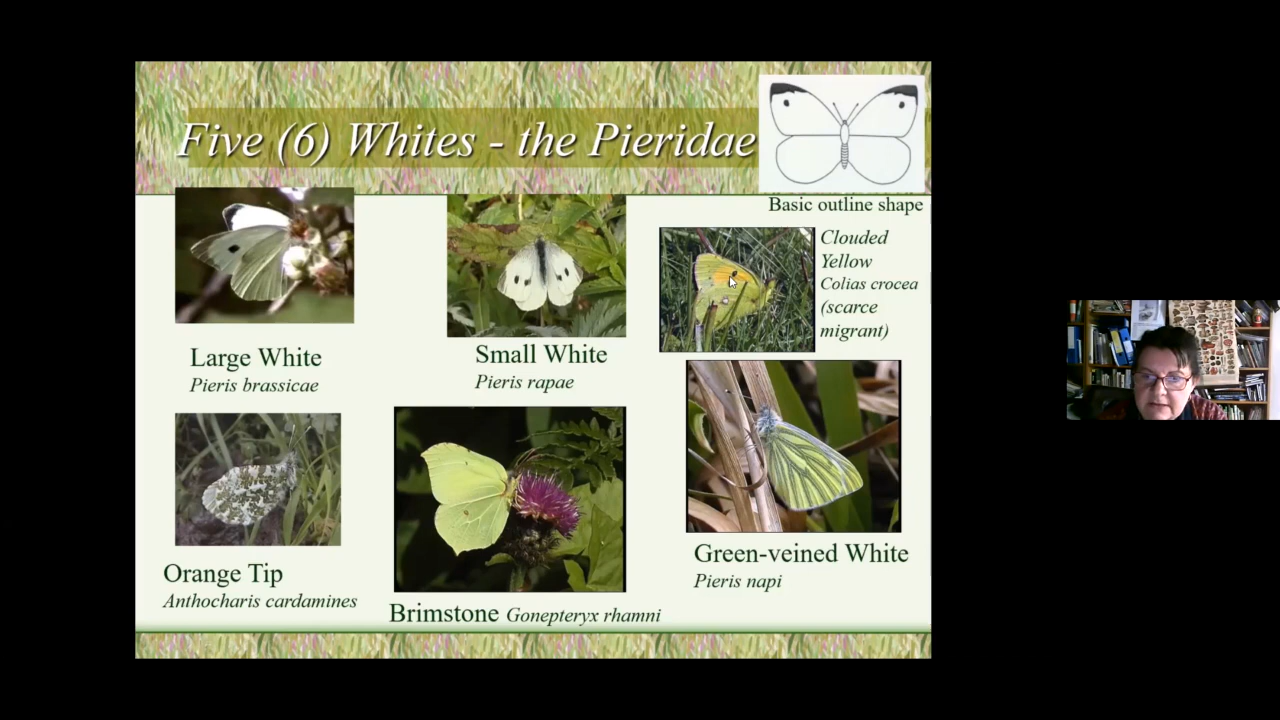 Five (6) Whites - the Pieridae
Basic outline shape
Clouded
Yellow
Colias crocea
(scarce
migrant)
Large White
Pieris brassicae
Small White
Pieris rapae
Orange Tip
Anthocharis cardamines
Brimstone Gonepteryx rhamni
Green-veined White
Pieris napi